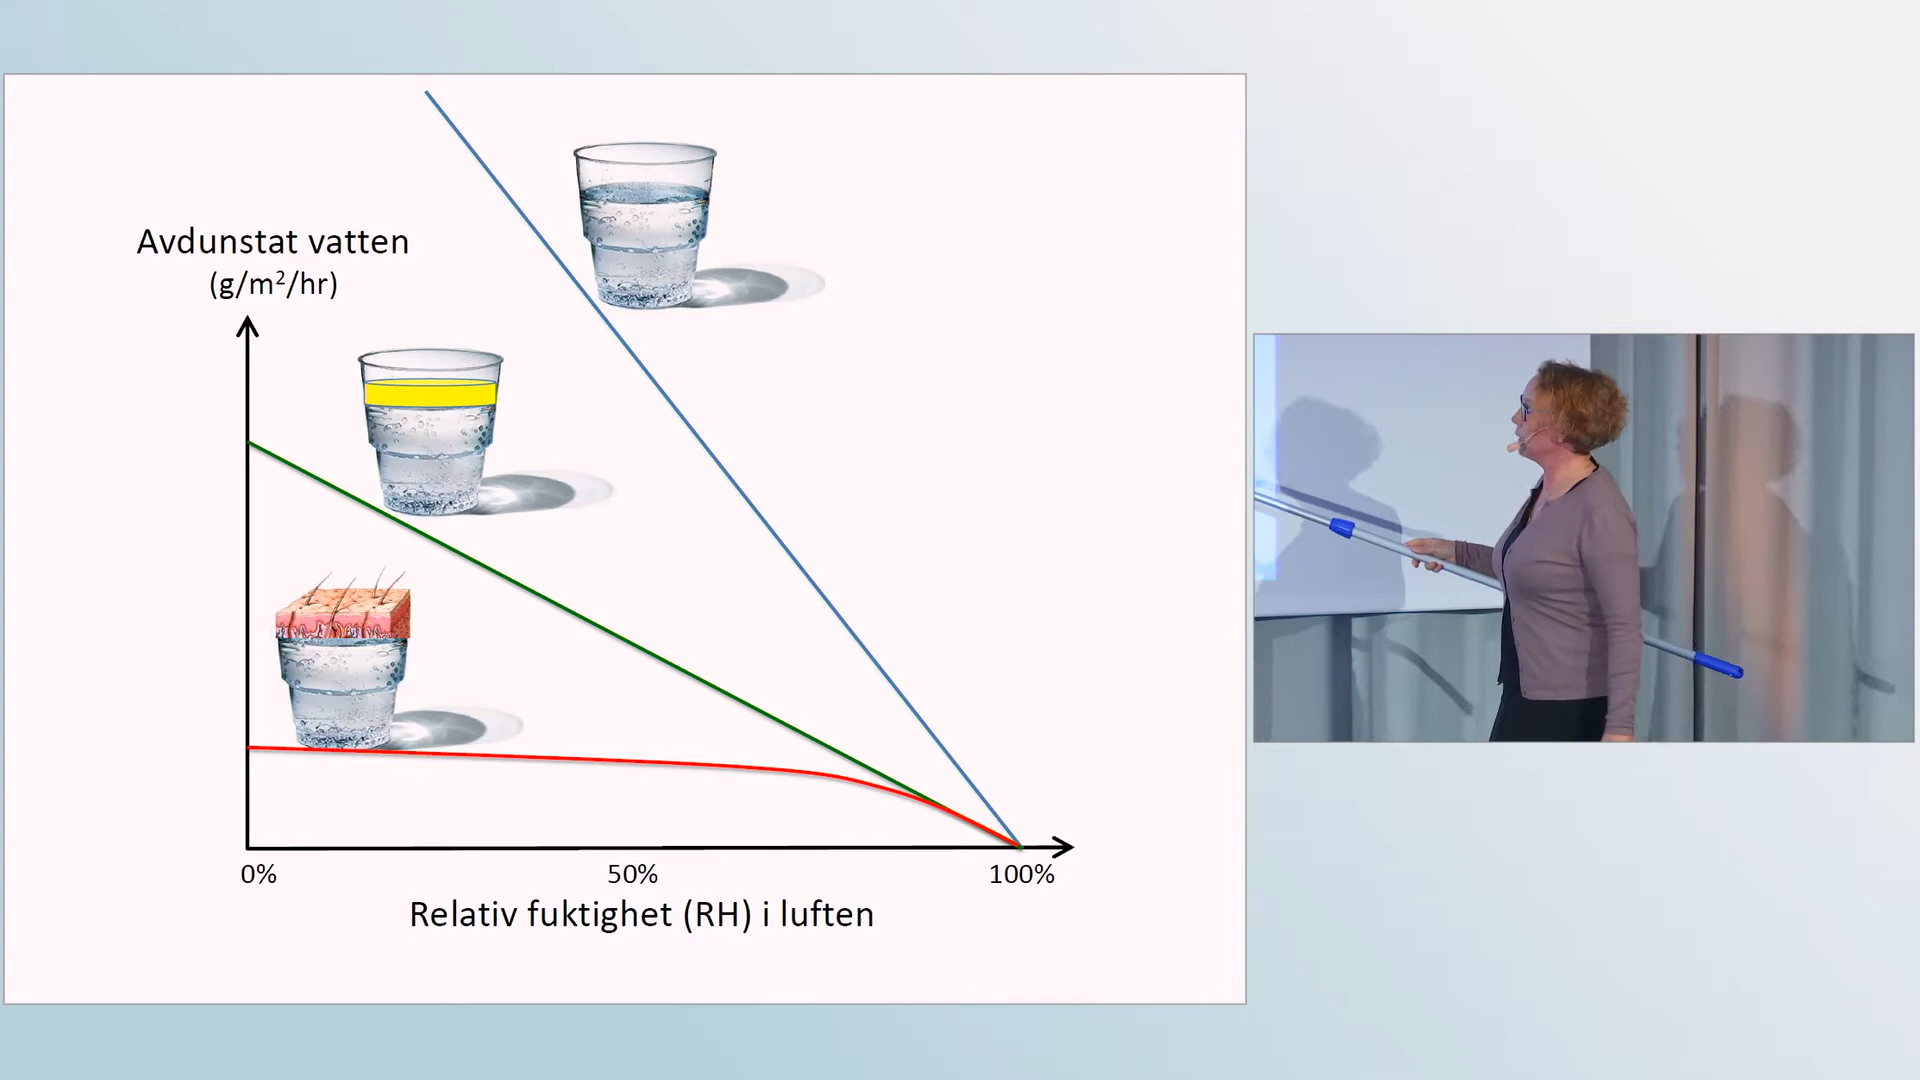 Avdunstat vatten
(g/m²/hr)
0%
50%
100%
Relativ fuktighet (RH) i luften